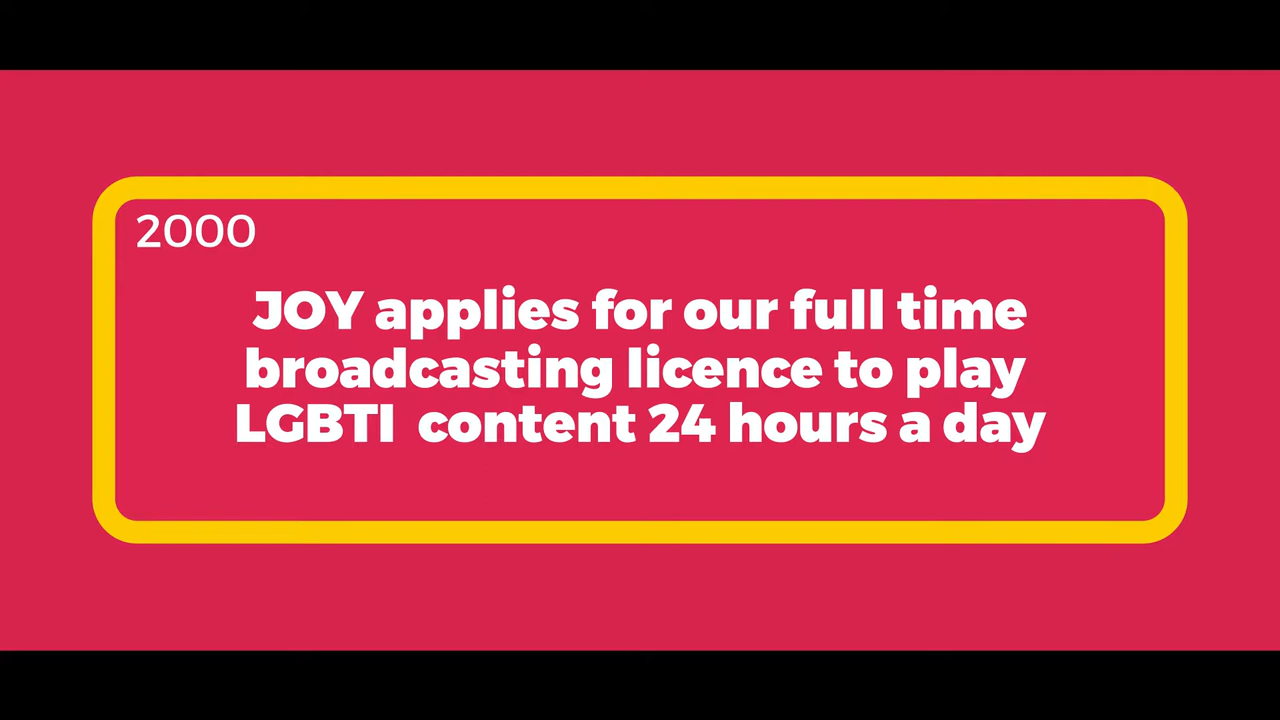 2000
JOY applies for our full time
broadcasting licence to play
LGBTI  content 24 hours a day